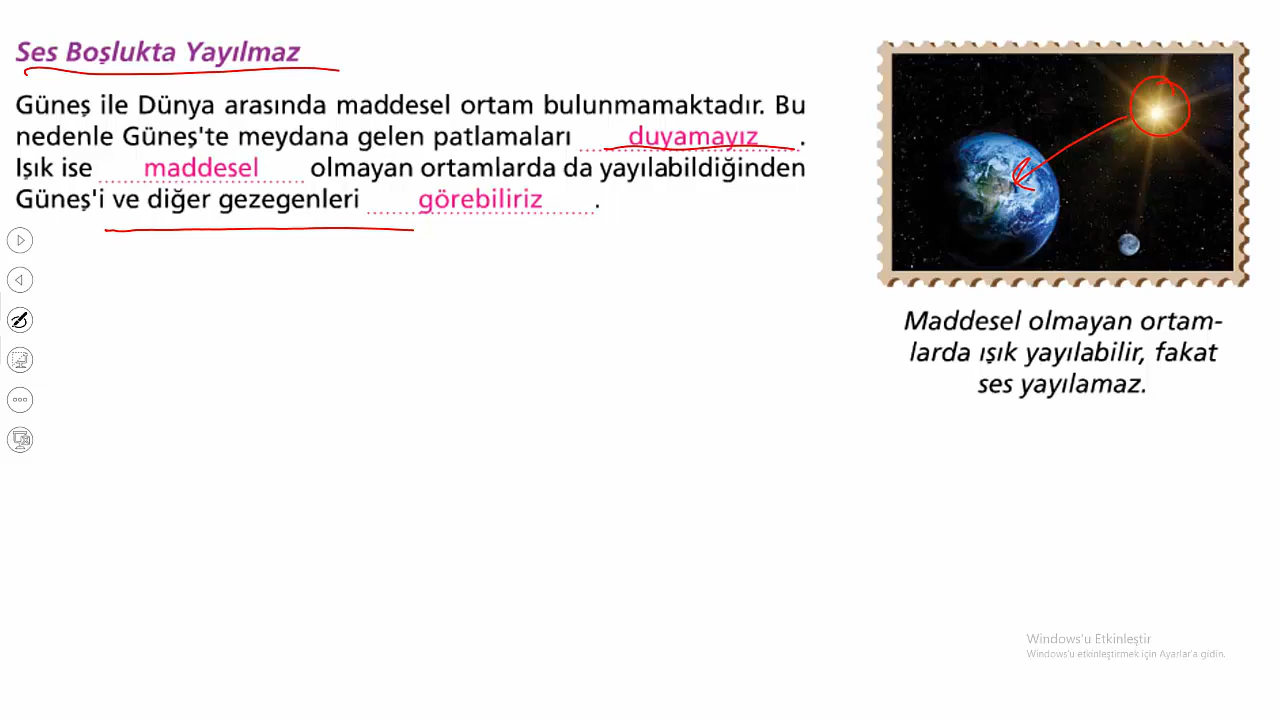 Ses Boşlukta Yayılmaz
Güneş ile Dünya arasında maddesel ortam bulunmamaktadır. Bu
nedenle Güneş'te meydana gelen patlamaları duyamayız .
Işık ise maddesel olmayan ortamlarda da yayılabildiğinden
Güneş'i ve diğer gezegenleri görebiliriz .
Maddesel olmayan ortam-
larda ışık yayılabilir, fakat
ses yayılamaz.
Windows'u Etkinleştir
Windows'u etkinleştirmek için Ayarlar'a gidin.